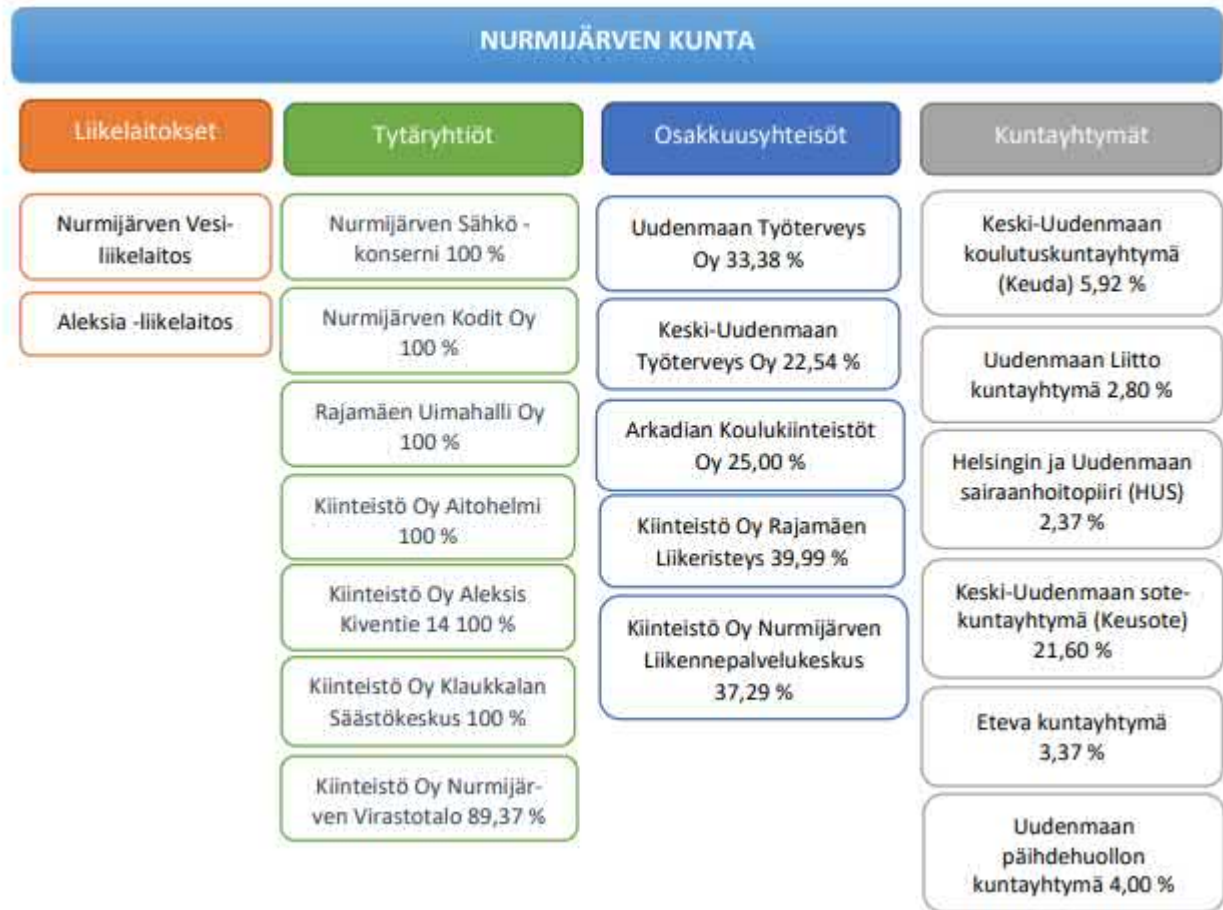 NURMIJÄRVEN KUNTA
Liikelaitokset
Nurmijärven Vesi-
liikelaitos
Aleksia -liikelaitos
Tytäryhtiöt
Nurmijärven Sähkö -
konserni 100 %
Nurmijärven Kodit Oy
100 %
Rajamäen Uimahalli Oy
100 %
Kiinteistö Oy Aitohelmi
100 %
Kiinteistö Oy Aleksis
Kiventie 14 100 %
Kiinteistö Oy Klaukkalan
Säästökeskus 100 %
Kiinteistö Oy Nurmijär-
ven Virastotalo 89,37 %
Osakkuusyhteisöt
Uudenmaan Työterveys
Oy 33,38 %
Keski-Uudenmaan
Työterveys Oy 22,54 %
Arkadian Koulukiinteistöt
Oy 25,00 %
Kiinteistö Oy Rajamäen
Liikeristeys 39,99 %
Kiinteistö Oy Nurmijärven
Liikennepalvelukeskus
37,29 %
Kuntayhtymät
Keski-Uudenmaan
koulutuskuntayhtymä
(Keuda) 5,92 %
Uudenmaan Liitto
kuntayhtymä 2,80 %
Helsingin ja Uudenmaan
sairaanhoitopiiri (HUS)
2,37 %
Keski-Uudenmaan sote-
kuntayhtymä (Keusote)
21,60 %
Eteva kuntayhtymä
3,37 %
Uudenmaan
päihdehuollon
kuntayhtymä 4,00 %